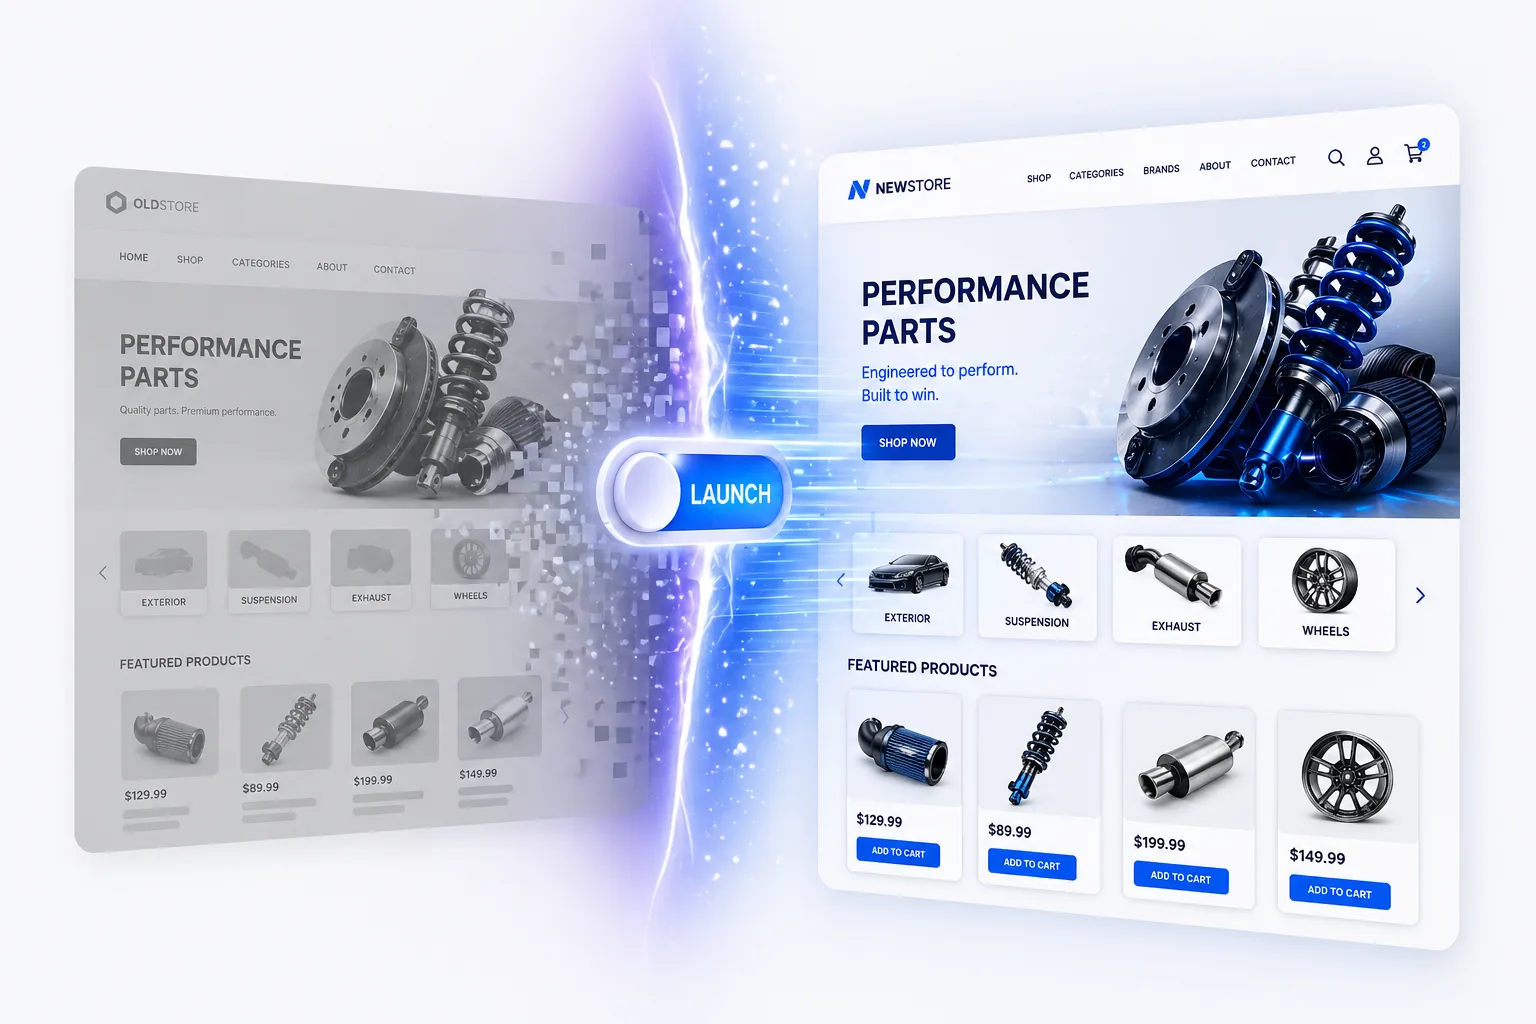 OLDSTORE
HOME SHOP CATEGORIES ABOUT CONTACT
PERFORMANCE
PARTS
Quality parts. Premium performance.
SHOP NOW
EXTERIOR SUSPENSION EXHAUST WHEELS
FEATURED PRODUCTS
$129.99 $89.99 $199.99 $149.99
LAUNCH
NEWSTORE
SHOP CATEGORIES BRANDS ABOUT CONTACT
2
PERFORMANCE
PARTS
Engineered to perform.
Built to win.
SHOP NOW
EXTERIOR SUSPENSION EXHAUST WHEELS
FEATURED PRODUCTS
$129.99 $89.99 $199.99 $149.99
ADD TO CART ADD TO CART ADD TO CART ADD TO CART